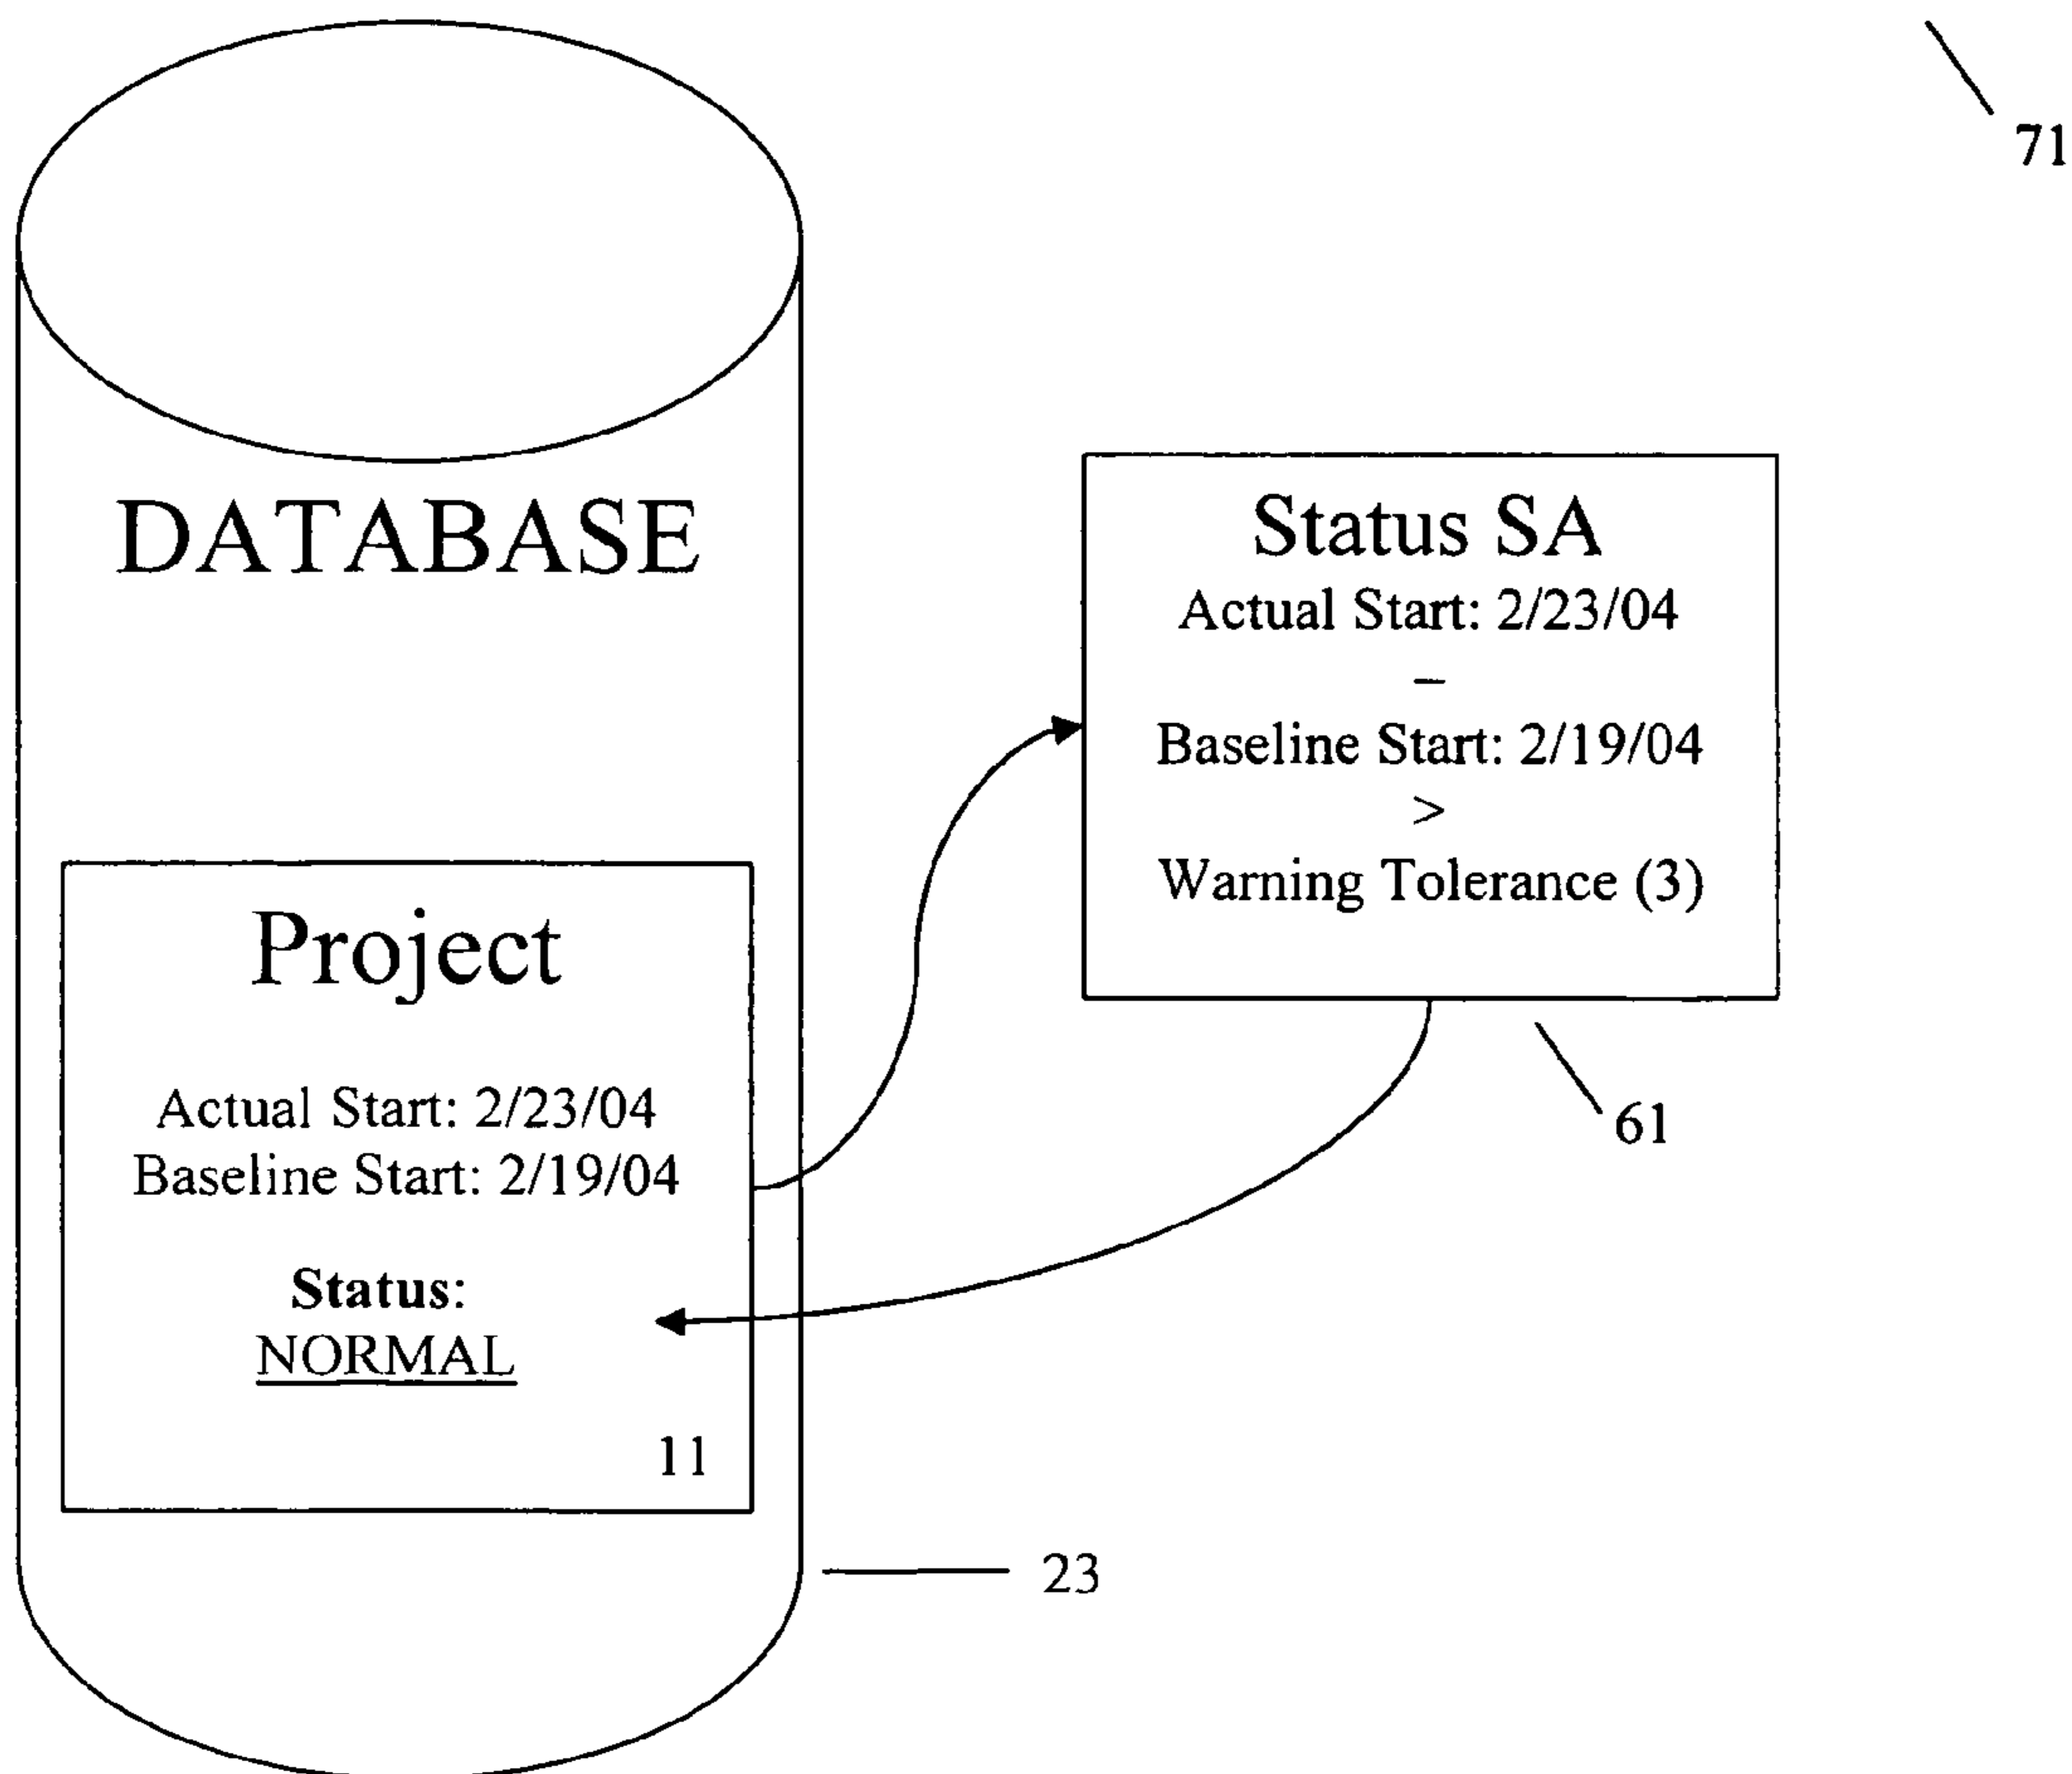 71
DATABASE
Status SA
Actual Start: 2/23/04
–
Baseline Start: 2/19/04
>
Warning Tolerance (3)
61
Project
Actual Start: 2/23/04
Baseline Start: 2/19/04
Status:
NORMAL
11
23